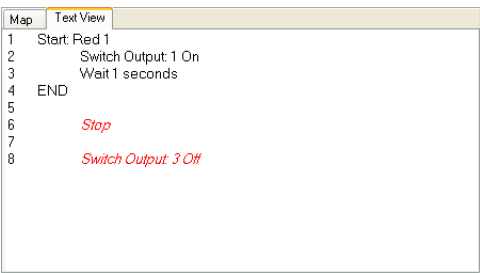 Map Text View
1 Start: Red 1
2 Switch Output: 1 On
3 Wait 1 seconds
4 END
5
6 Stop
7
8 Switch Output: 3 Off